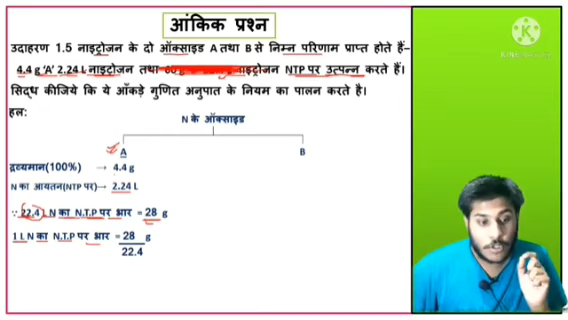 आंकिक प्रश्न
उदाहरण 1.5 नाइट्रोजन के दो ऑक्साइड A तथा B से निम्न परिणाम प्राप्त होते हैं-
4.4 g 'A' 2.24 L नाइट्रोजन तथा नाइट्रोजन NTP पर उत्पन्न करते हैं।
सिद्ध कीजिये कि ये आँकड़े गुणित अनुपात के नियम का पालन करते है।
हल:
N के ऑक्साइड
A B
द्रव्यमान(100%) → 4.4 g
N का आयतन(NTP पर)→ 2.24 L
∵ 22.4 L N का N.T.P पर भार = 28 g
1 L N का N.T.P पर भार = 28 g
22.4
KINEMASTER